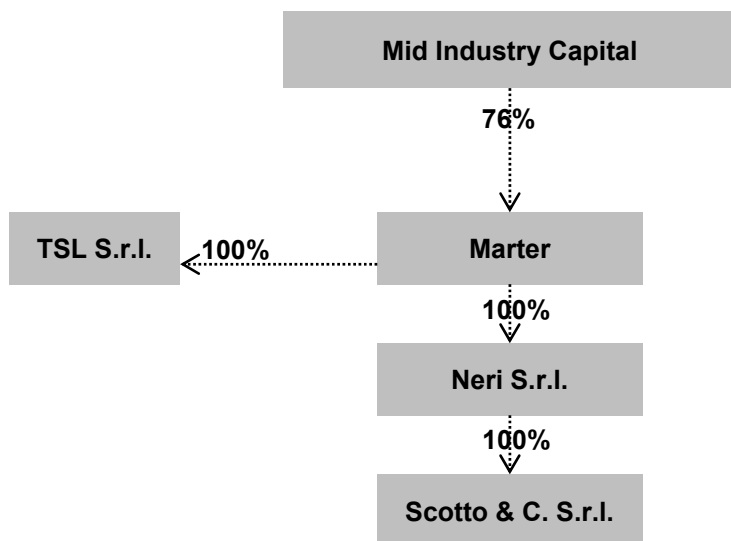 Mid Industry Capital
76%
TSL S.r.l.
100%
Marter
100%
Neri S.r.l.
100%
Scotto & C. S.r.l.